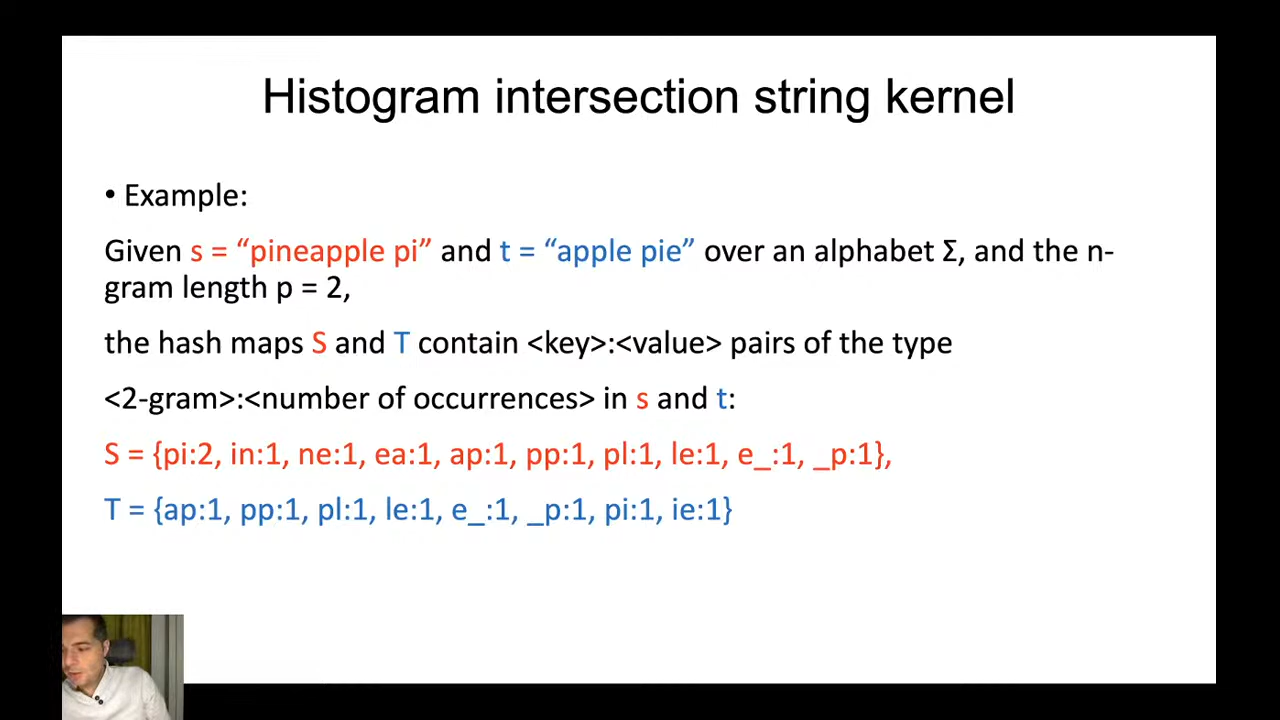 Histogram intersection string kernel
• Example:
Given s = “pineapple pi” and t = “apple pie” over an alphabet Σ, and the n-
gram length p = 2,
the hash maps S and T contain <key>:<value> pairs of the type
<2-gram>:<number of occurrences> in s and t:
S = {pi:2, in:1, ne:1, ea:1, ap:1, pp:1, pl:1, le:1, e_:1, _p:1},
T = {ap:1, pp:1, pl:1, le:1, e_:1, _p:1, pi:1, ie:1}